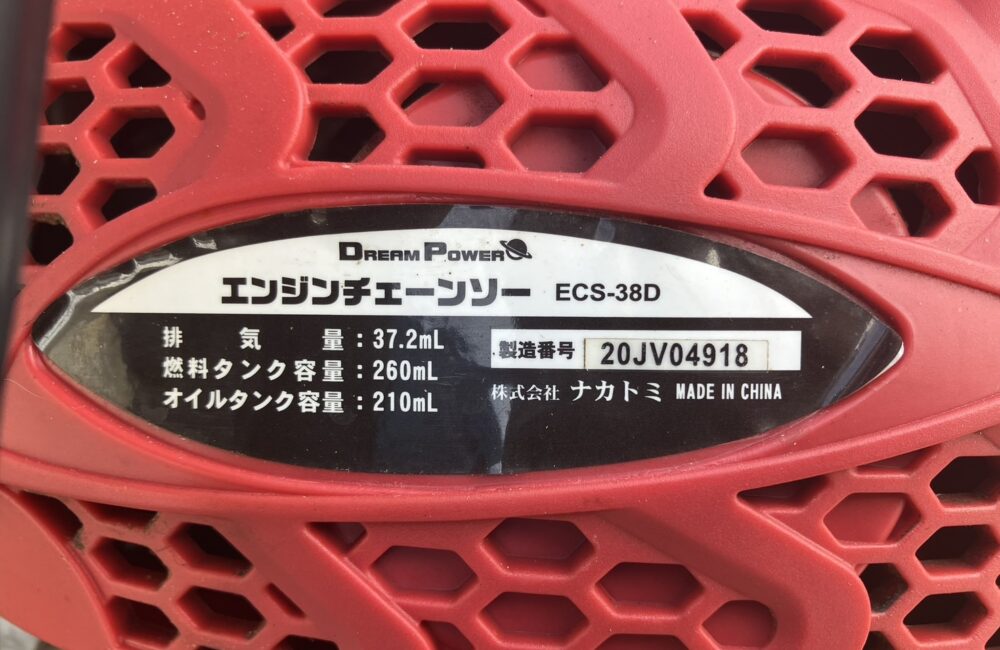 DREAM POWER
エンジンチェーンソー ECS-38D
排気量：37.2mL
燃料タンク容量：260mL
オイルタンク容量：210mL
製造番号 20JV04918
株式会社 ナカトミ MADE IN CHINA